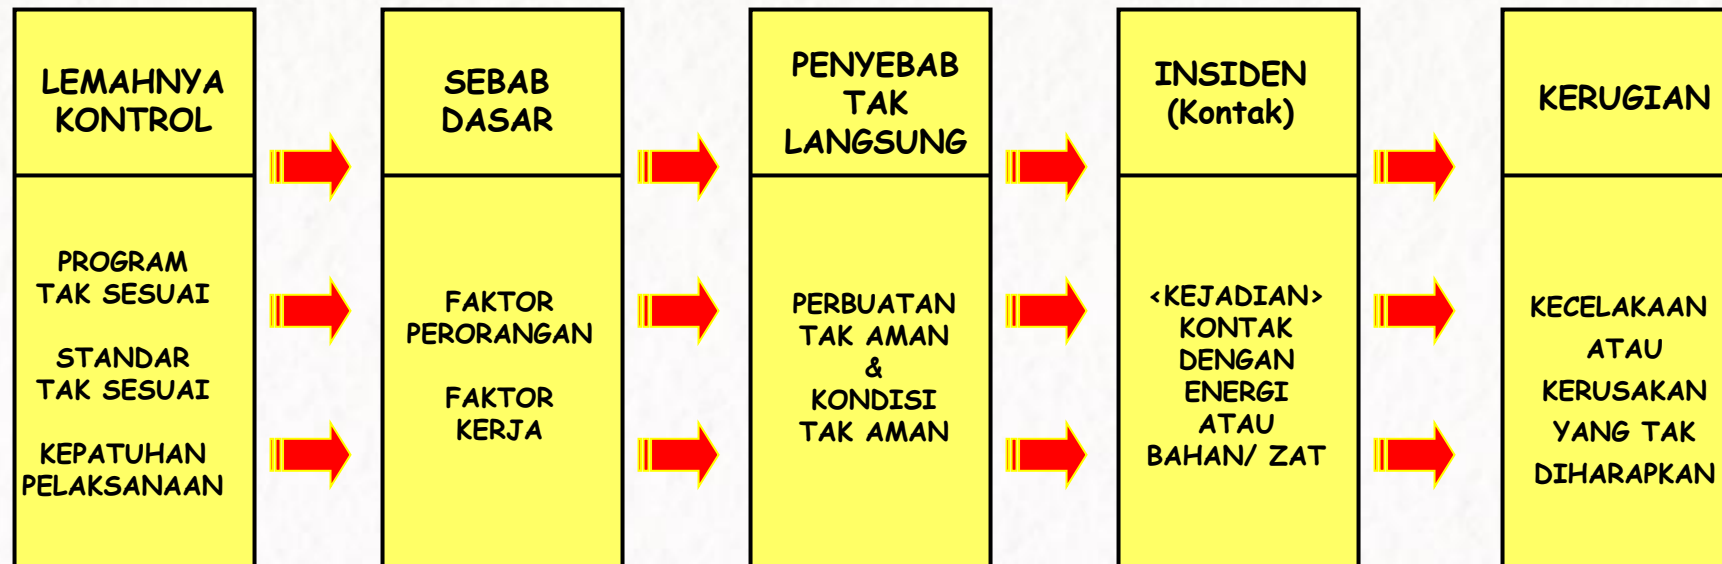 LEMAHNYA
KONTROL
SEBAB
DASAR
PENYEBAB
TAK
LANGSUNG
INSIDEN
(Kontak)
KERUGIAN
PROGRAM
TAK SESUAI
STANDAR
TAK SESUAI
KEPATUHAN
PELAKSANAAN
FAKTOR
PERORANGAN
FAKTOR
KERJA
PERBUATAN
TAK AMAN
&
KONDISI
TAK AMAN
<KEJADIAN>
KONTAK
DENGAN
ENERGI
ATAU
BAHAN/ ZAT
KECELAKAAN
ATAU
KERUSAKAN
YANG TAK
DIHARAPKAN